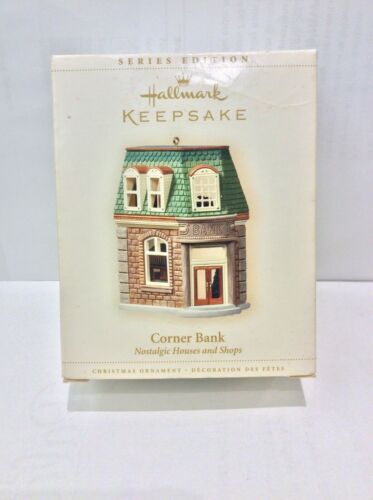 SERIES EDITION
Hallmark
KEEPSAKE
BANK
Corner Bank
Nostalgic Houses and Shops
CHRISTMAS ORNAMENT • DÉCORATION DES FÊTES